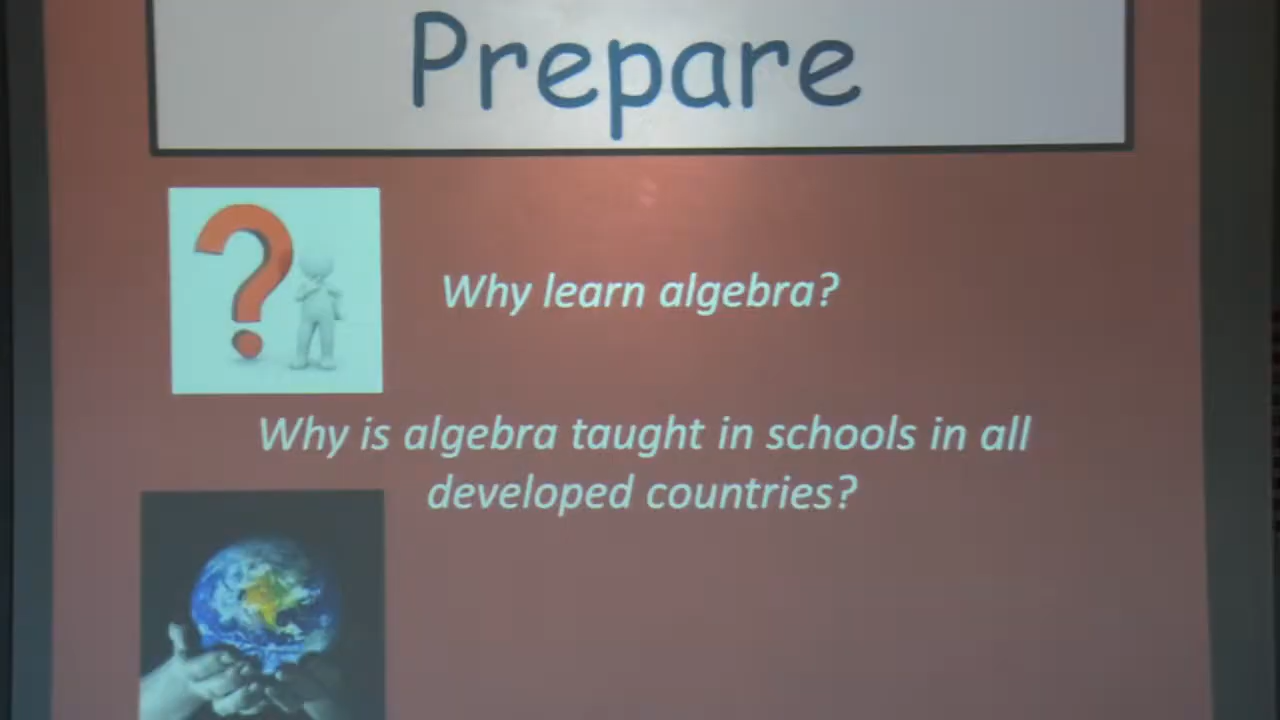 Prepare
Why learn algebra?
Why is algebra taught in schools in all
developed countries?